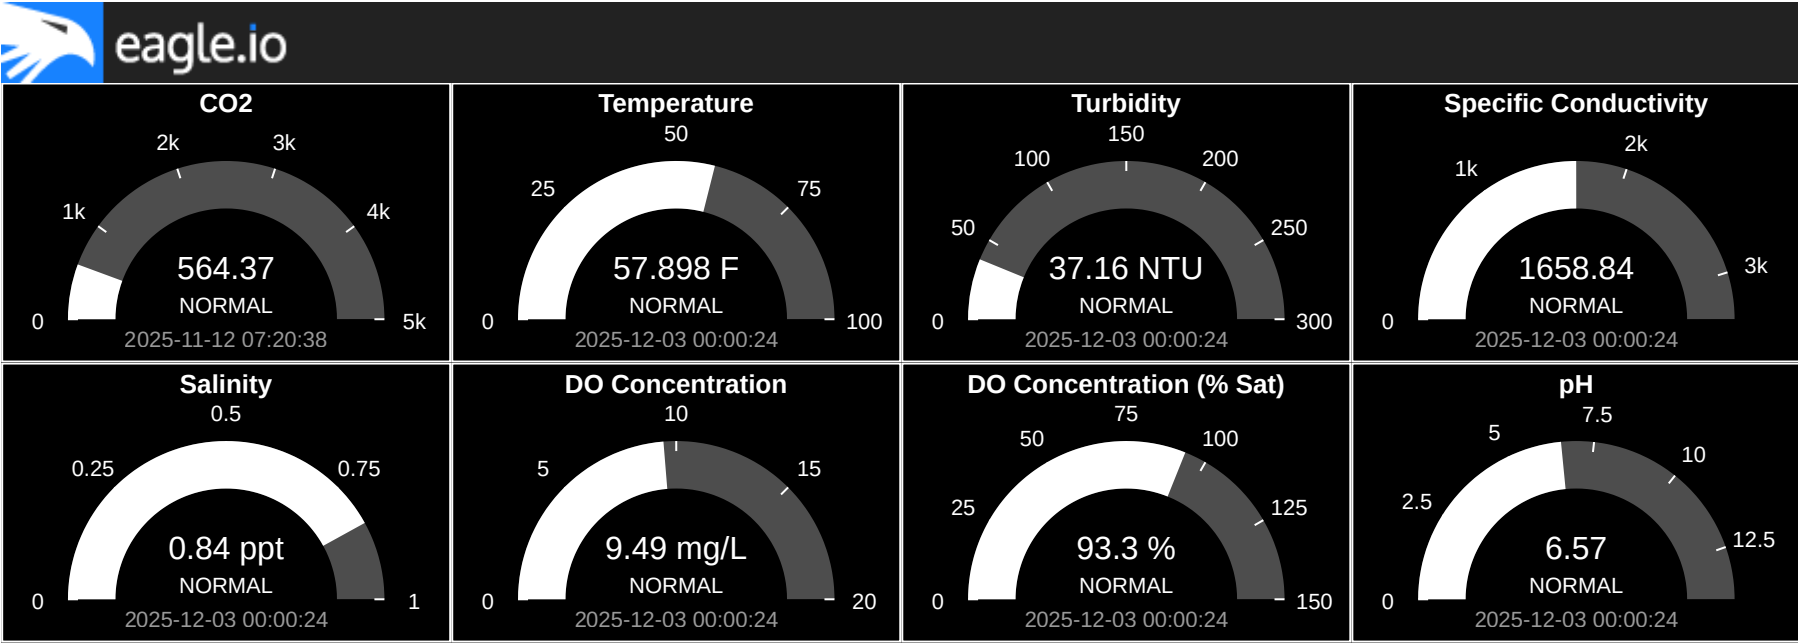 eagle.io
CO2
0
1k
2k
3k
4k
5k
564.37
NORMAL
2025-11-12 07:20:38
Temperature
0
25
50
75
100
57.898 F
NORMAL
2025-12-03 00:00:24
Turbidity
0
50
100
150
200
250
300
37.16 NTU
NORMAL
2025-12-03 00:00:24
Specific Conductivity
0
1k
2k
3k
1658.84
NORMAL
2025-12-03 00:00:24
Salinity
0
0.25
0.5
0.75
1
0.84 ppt
NORMAL
2025-12-03 00:00:24
DO Concentration
0
5
10
15
20
9.49 mg/L
NORMAL
2025-12-03 00:00:24
DO Concentration (% Sat)
0
25
50
75
100
125
150
93.3 %
NORMAL
2025-12-03 00:00:24
pH
0
2.5
5
7.5
10
12.5
6.57
NORMAL
2025-12-03 00:00:24